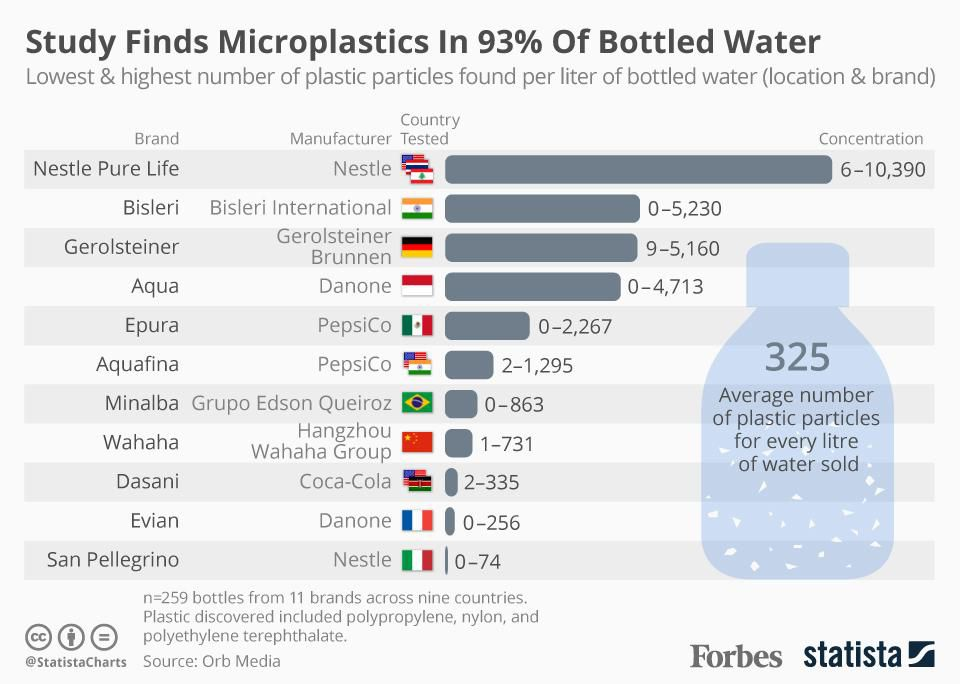 Study Finds Microplastics In 93% Of Bottled Water
Lowest & highest number of plastic particles found per liter of bottled water (location & brand)
Brand Manufacturer Country Tested Concentration
Nestle Pure Life Nestle 6–10,390
Bisleri Bisleri International 0–5,230
Gerolsteiner Gerolsteiner Brunnen 9–5,160
Aqua Danone 0–4,713
Epura PepsiCo 0–2,267
Aquafina PepsiCo 2–1,295
Minalba Grupo Edson Queiroz 0–863
Wahaha Hangzhou Wahaha Group 1–731
Dasani Coca-Cola 2–335
Evian Danone 0–256
San Pellegrino Nestle 0–74
325
Average number
of plastic particles
for every litre
of water sold
n=259 bottles from 11 brands across nine countries.
Plastic discovered included polypropylene, nylon, and
polyethylene terephthalate.
cc
@StatistaCharts Source: Orb Media
Forbes statista